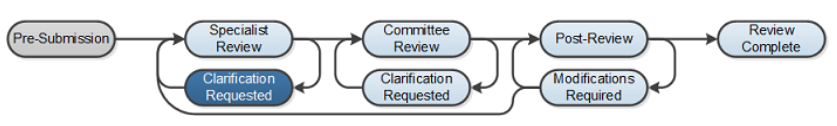 Pre-Submission
Specialist
Review
Committee
Review
Post-Review
Review
Complete
Clarification
Requested
Clarification
Requested
Modifications
Required